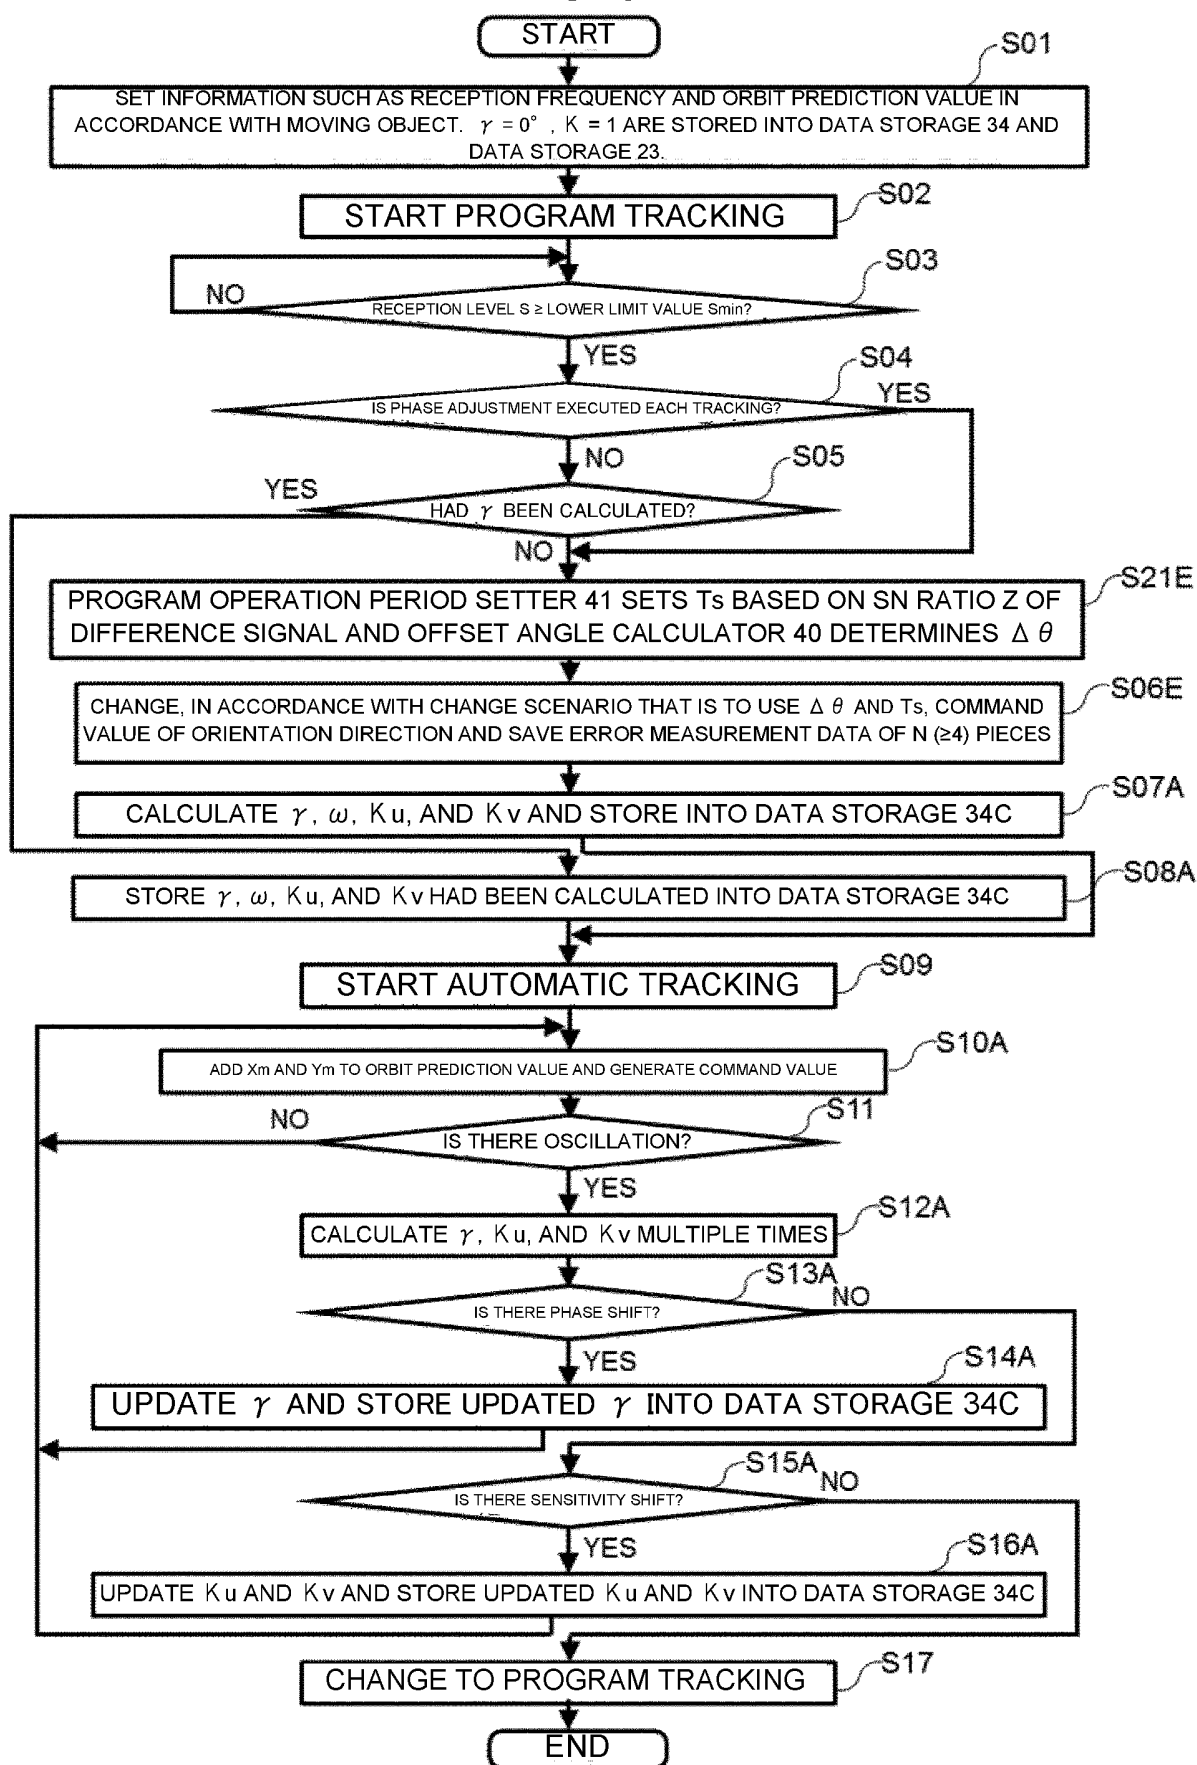 START
S01
SET INFORMATION SUCH AS RECEPTION FREQUENCY AND ORBIT PREDICTION VALUE IN
ACCORDANCE WITH MOVING OBJECT. γ = 0° , K = 1 ARE STORED INTO DATA STORAGE 34 AND
DATA STORAGE 23.
S02
START PROGRAM TRACKING
S03
NO
RECEPTION LEVEL S ≥ LOWER LIMIT VALUE Smin?
YES
S04
YES
IS PHASE ADJUSTMENT EXECUTED EACH TRACKING?
NO
S05
YES
HAD γ BEEN CALCULATED?
NO
S21E
PROGRAM OPERATION PERIOD SETTER 41 SETS Ts BASED ON SN RATIO Z OF
DIFFERENCE SIGNAL AND OFFSET ANGLE CALCULATOR 40 DETERMINES Δθ
S06E
CHANGE, IN ACCORDANCE WITH CHANGE SCENARIO THAT IS TO USE Δθ AND Ts, COMMAND
VALUE OF ORIENTATION DIRECTION AND SAVE ERROR MEASUREMENT DATA OF N (≥4) PIECES
S07A
CALCULATE γ, ω, Ku, AND Kv AND STORE INTO DATA STORAGE 34C
S08A
STORE γ, ω, Ku, AND Kv HAD BEEN CALCULATED INTO DATA STORAGE 34C
S09
START AUTOMATIC TRACKING
S10A
ADD Xm AND Ym TO ORBIT PREDICTION VALUE AND GENERATE COMMAND VALUE
S11
NO
IS THERE OSCILLATION?
YES
S12A
CALCULATE γ, Ku, AND Kv MULTIPLE TIMES
S13A
NO
IS THERE PHASE SHIFT?
YES
S14A
UPDATE γ AND STORE UPDATED γ INTO DATA STORAGE 34C
S15A
NO
IS THERE SENSITIVITY SHIFT?
YES
S16A
UPDATE Ku AND Kv AND STORE UPDATED Ku AND Kv INTO DATA STORAGE 34C
S17
CHANGE TO PROGRAM TRACKING
END